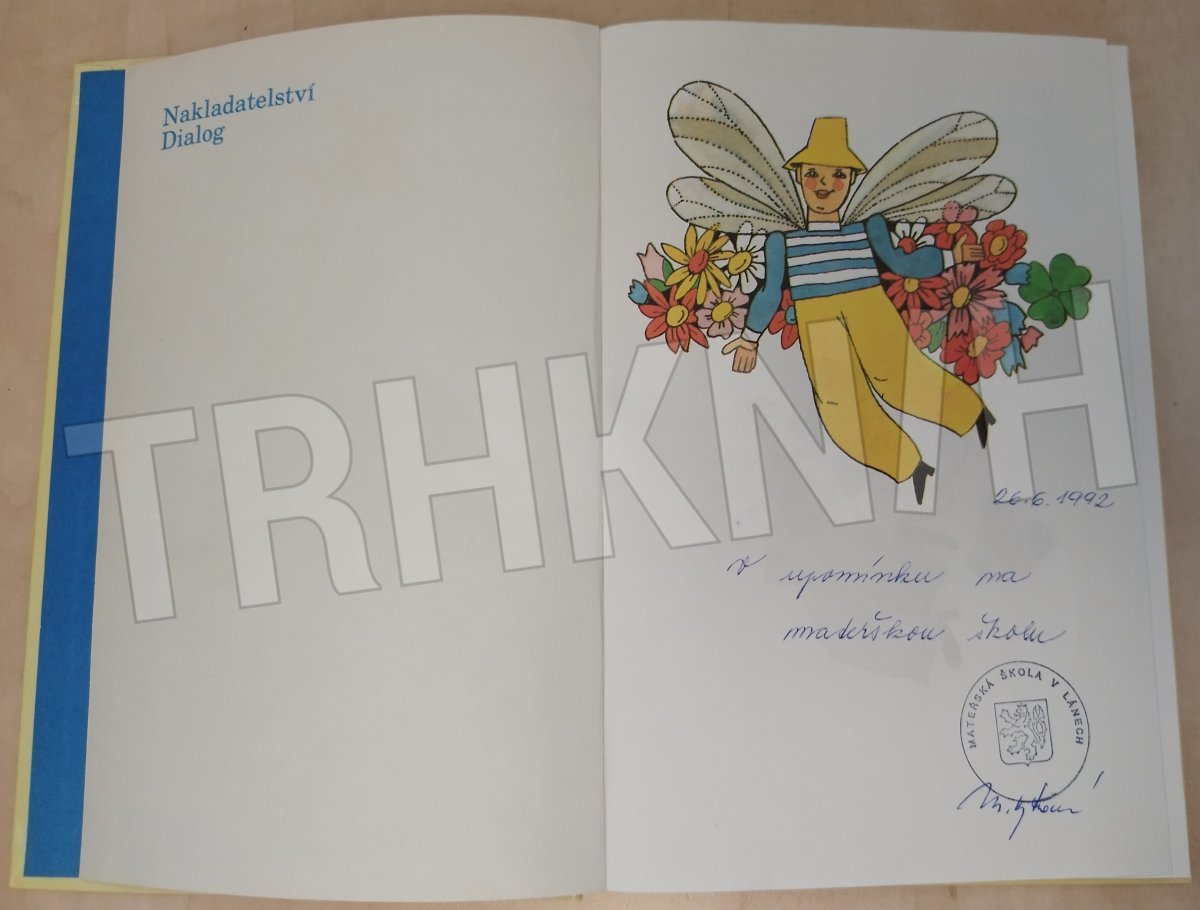 Nakladatelství
Dialog
TRHKNIH
26.6.1992
V upomínku na
mateřskou školu
MATEŘSKÁ ŠKOLA V LÁNECH